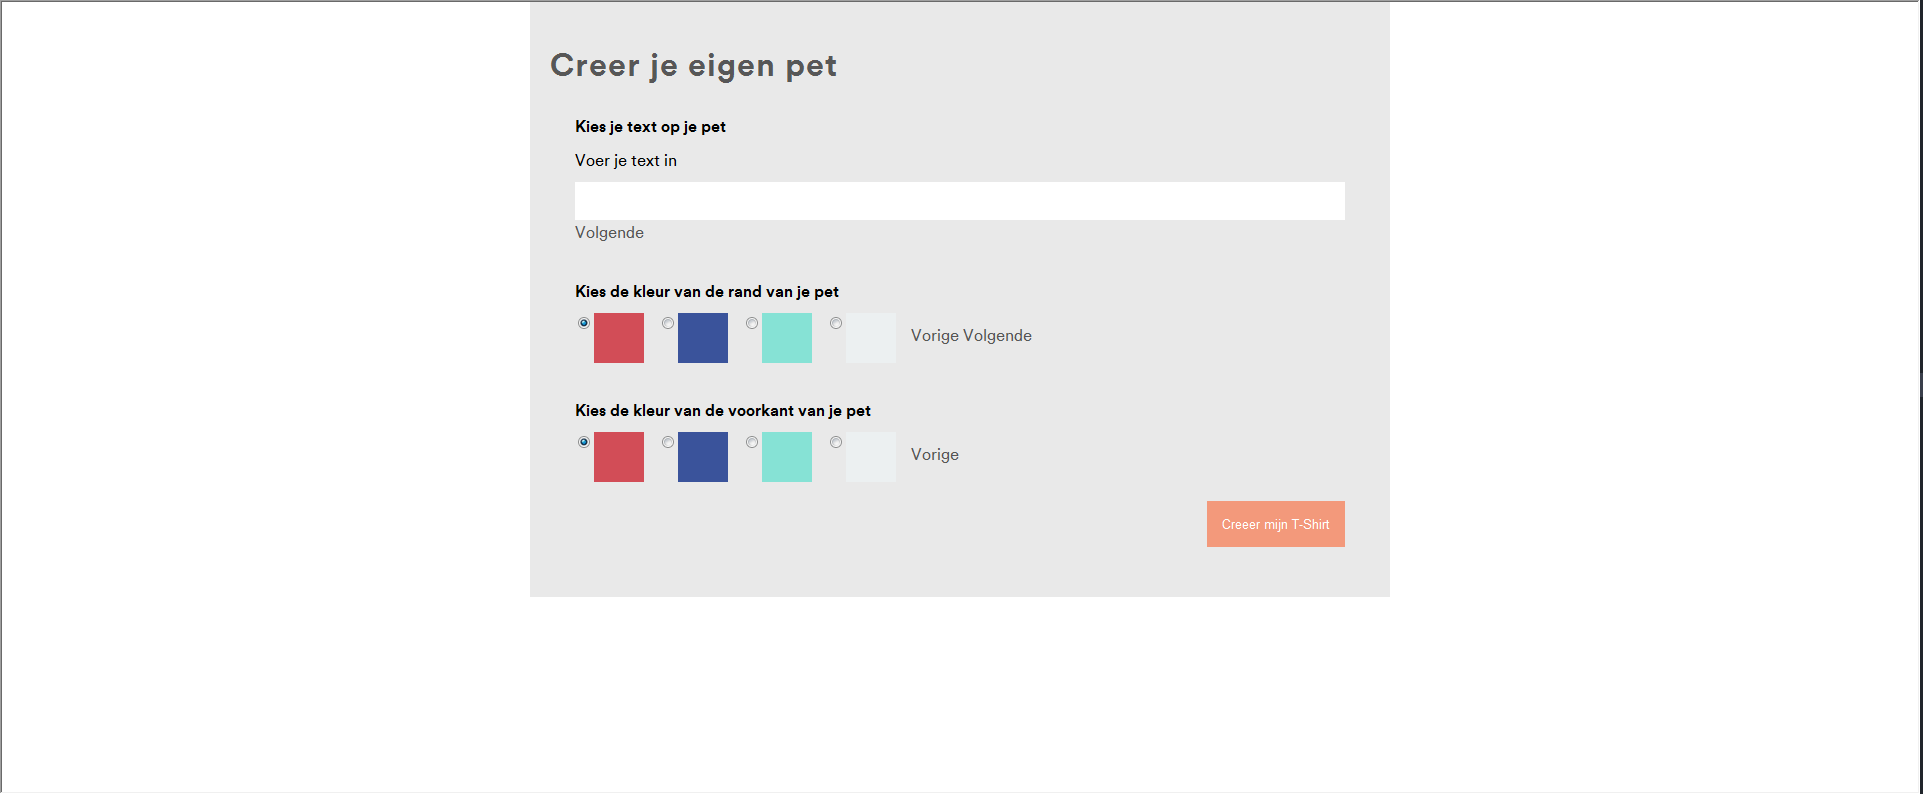 Creer je eigen pet
Kies je text op je pet
Voer je text in
Volgende
Kies de kleur van de rand van je pet
Vorige Volgende
Kies de kleur van de voorkant van je pet
Vorige
Creeer mijn T-Shirt